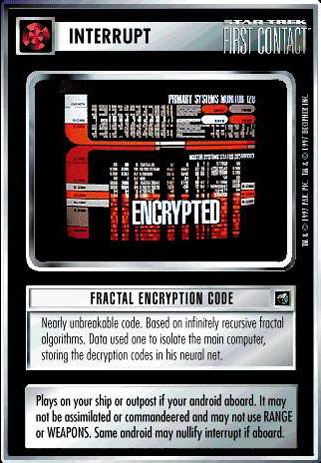 INTERRUPT
STAR TREK
FIRST CONTACT
PRIMARY SYSTEMS MONITOR
ENCRYPTED
TM & © 1997 PAR. PIC. TM & © 1997 DECIPHER INC.
FRACTAL ENCRYPTION CODE
Nearly unbreakable code. Based on infinitely recursive fractal
algorithms. Data used one to isolate the main computer,
storing the decryption codes in his neural net.
Plays on your ship or outpost if your android aboard. It may
not be assimilated or commandeered and may not use RANGE
or WEAPONS. Same android may nullify interrupt if aboard.